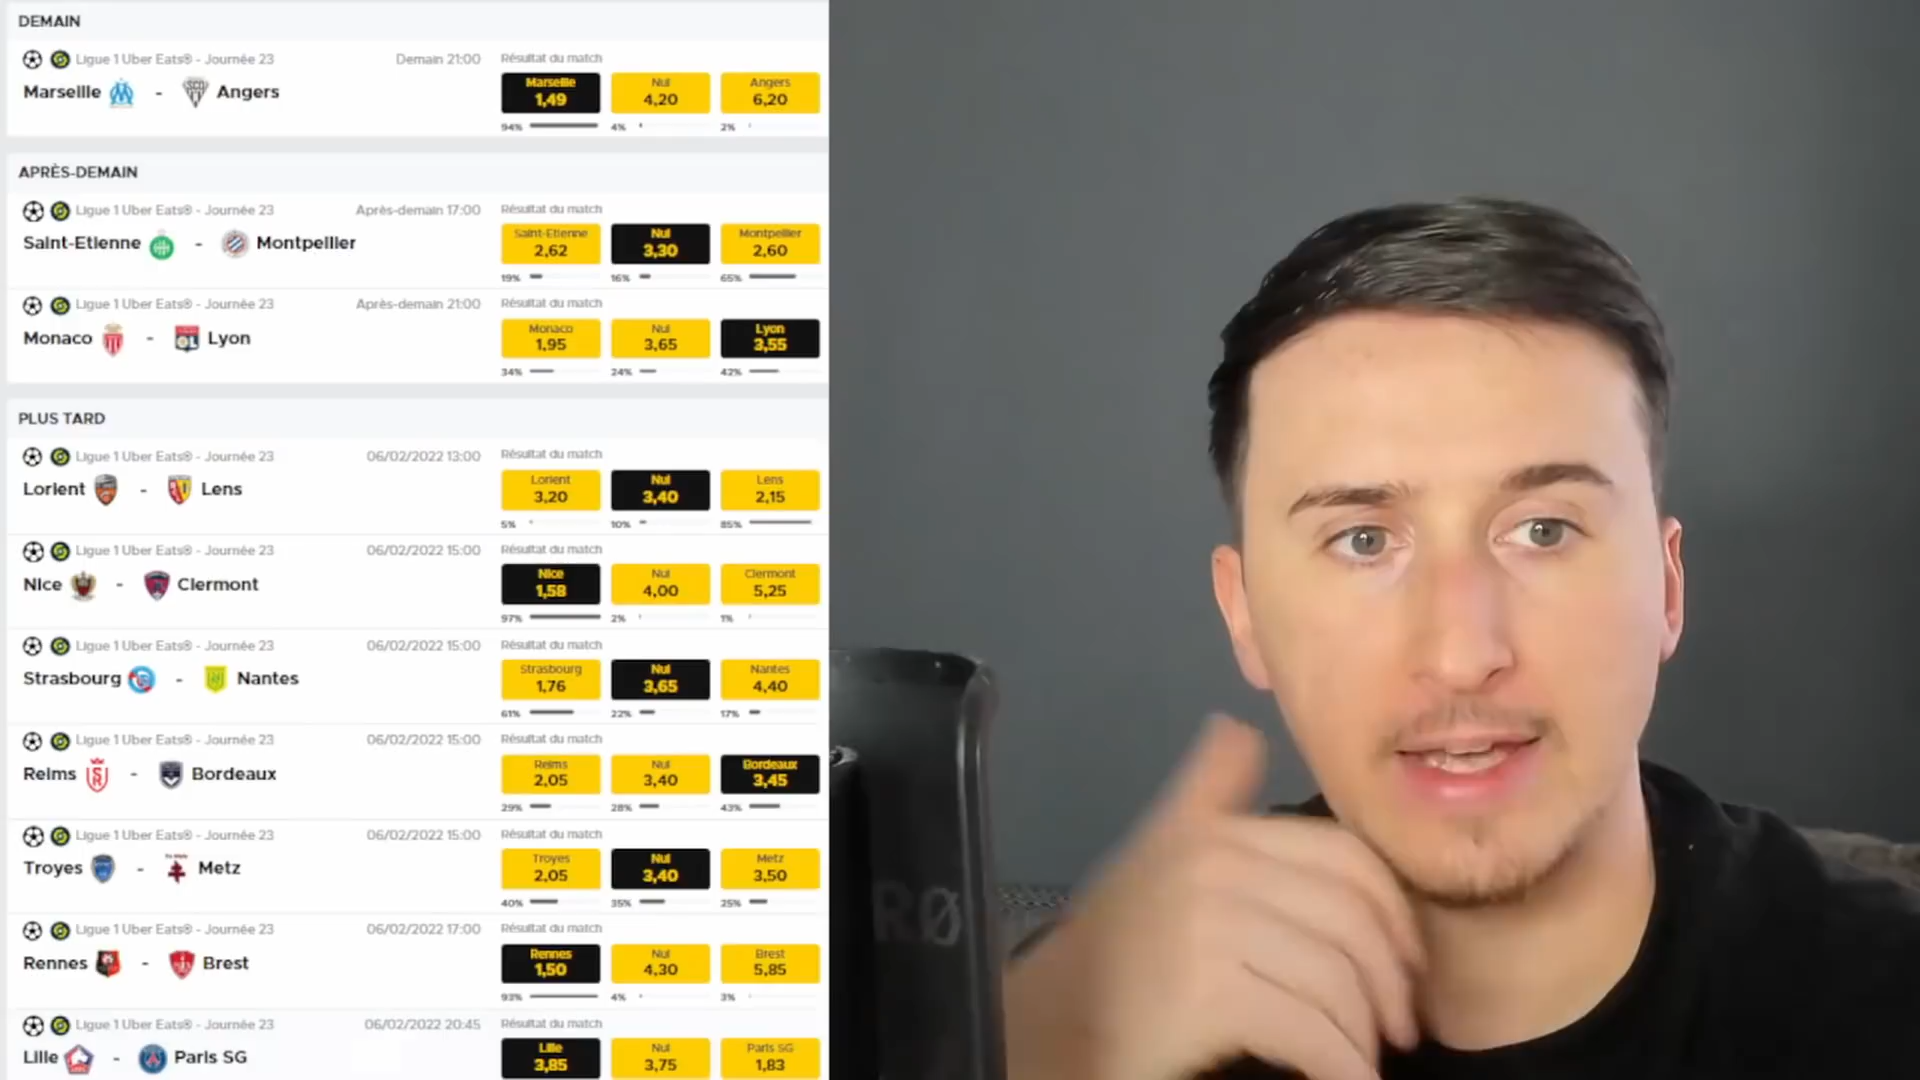 DEMAIN
Ligue 1 Uber Eats® - Journée 23 Demain 21:00 Résultat du match
Marseille - Angers
Marseille 1,49 Nul 4,20 Angers 6,20
94% 4% 2%
APRÈS-DEMAIN
Ligue 1 Uber Eats® - Journée 23 Après-demain 17:00 Résultat du match
Saint-Etienne - Montpellier
Saint-Etienne 2,62 Nul 3,30 Montpellier 2,60
19% 16% 65%
Ligue 1 Uber Eats® - Journée 23 Après-demain 21:00 Résultat du match
Monaco - Lyon
Monaco 1,95 Nul 3,65 Lyon 3,55
34% 24% 42%
PLUS TARD
Ligue 1 Uber Eats® - Journée 23 06/02/2022 13:00 Résultat du match
Lorient - Lens
Lorient 3,20 Nul 3,40 Lens 2,15
5% 10% 85%
Ligue 1 Uber Eats® - Journée 23 06/02/2022 15:00 Résultat du match
Nice - Clermont
Nice 1,58 Nul 4,00 Clermont 5,25
97% 2% 1%
Ligue 1 Uber Eats® - Journée 23 06/02/2022 15:00 Résultat du match
Strasbourg - Nantes
Strasbourg 1,76 Nul 3,65 Nantes 4,40
61% 22% 17%
Ligue 1 Uber Eats® - Journée 23 06/02/2022 15:00 Résultat du match
Reims - Bordeaux
Reims 2,05 Nul 3,40 Bordeaux 3,45
29% 28% 43%
Ligue 1 Uber Eats® - Journée 23 06/02/2022 15:00 Résultat du match
Troyes - Metz
Troyes 2,05 Nul 3,40 Metz 3,50
40% 35% 25%
Ligue 1 Uber Eats® - Journée 23 06/02/2022 17:00 Résultat du match
Rennes - Brest
Rennes 1,50 Nul 4,30 Brest 5,85
93% 4% 3%
Ligue 1 Uber Eats® - Journée 23 06/02/2022 20:45 Résultat du match
Lille - Paris SG
Lille 3,85 Nul 3,75 Paris SG 1,83
RØ